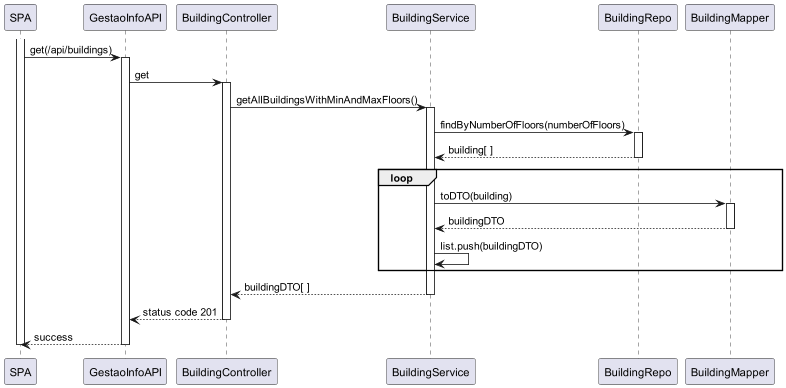 SPA GestaoInfoAPI BuildingController BuildingService BuildingRepo BuildingMapper
get(/api/buildings)
get
getAllBuildingsWithMinAndMaxFloors()
findByNumberOfFloors(numberOfFloors)
building[ ]
loop
toDTO(building)
buildingDTO
list.push(buildingDTO)
buildingDTO[ ]
status code 201
success
SPA GestaoInfoAPI BuildingController BuildingService BuildingRepo BuildingMapper